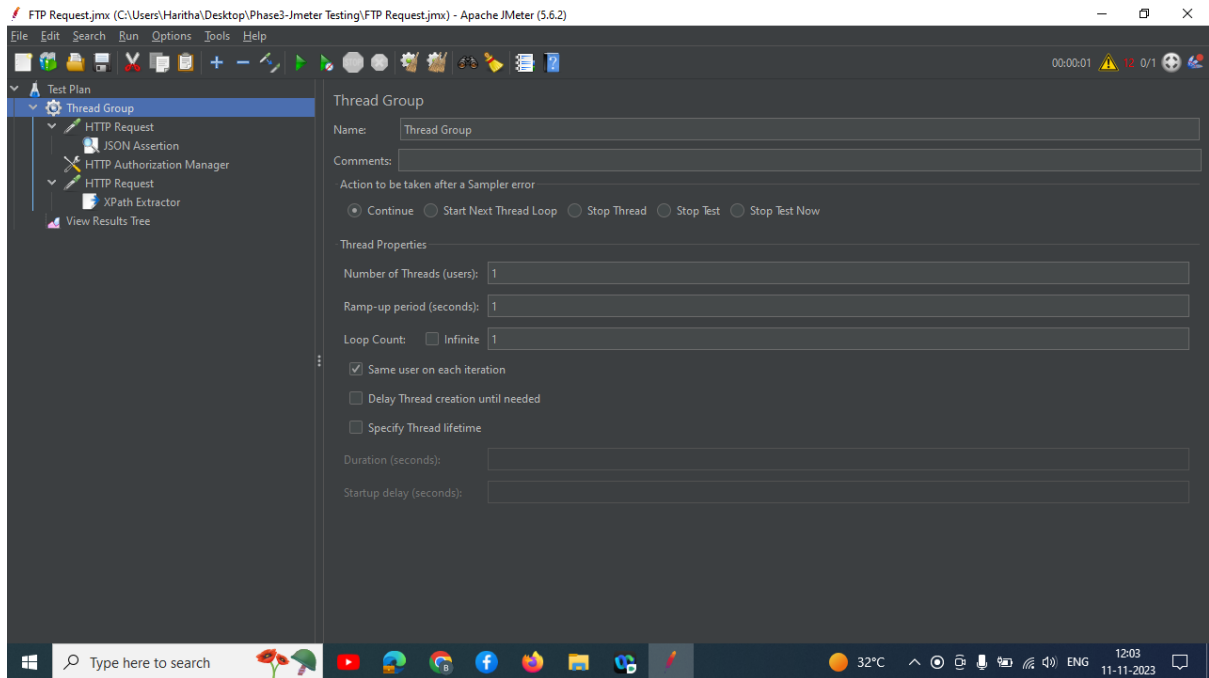 FTP Request.jmx (C:\Users\Haritha\Desktop\Phase3-Jmeter Testing\FTP Request.jmx) - Apache JMeter (5.6.2)
File Edit Search Run Options Tools Help
00:00:01 12 0/1
Test Plan
Thread Group
HTTP Request
JSON Assertion
HTTP Authorization Manager
HTTP Request
XPath Extractor
View Results Tree
Thread Group
Name: Thread Group
Comments:
Action to be taken after a Sampler error
Continue Start Next Thread Loop Stop Thread Stop Test Stop Test Now
Thread Properties
Number of Threads (users): 1
Ramp-up period (seconds): 1
Loop Count: Infinite 1
Same user on each iteration
Delay Thread creation until needed
Specify Thread lifetime
Duration (seconds):
Startup delay (seconds):
Type here to search
32°C
ENG
12:03
11-11-2023